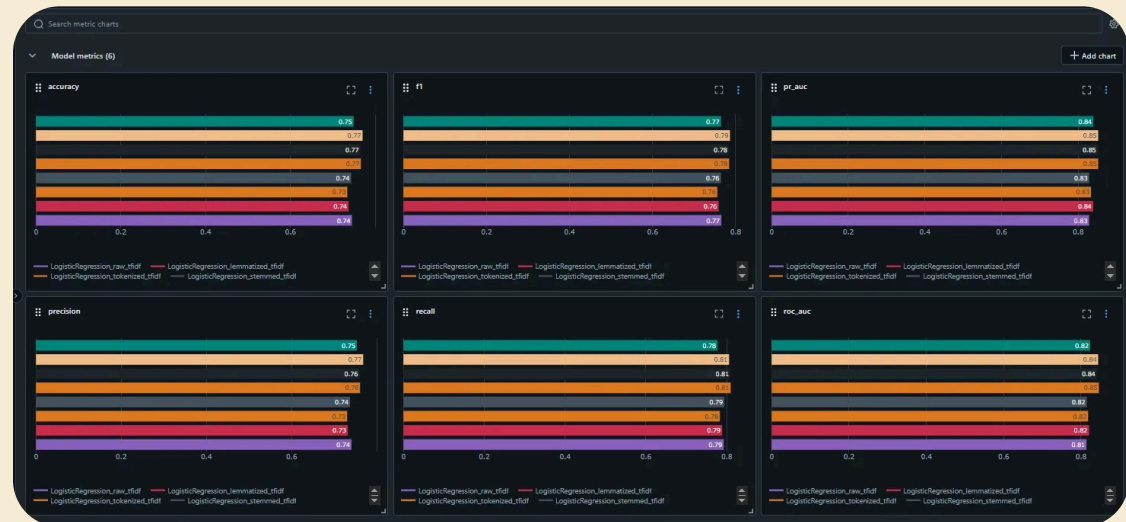 Search metric charts
Model metrics (6)
+ Add chart
accuracy
0.75
0.77
0.77
0.77
0.74
0.73
0.74
0.74
0 0.2 0.4 0.6
LogisticRegression_raw_tfidf LogisticRegression_lemmatized_tfidf
LogisticRegression_tokenized_tfidf LogisticRegression_stemmed_tfidf
f1
0.77
0.79
0.78
0.78
0.76
0.76
0.76
0.77
0 0.2 0.4 0.6 0.8
LogisticRegression_raw_tfidf LogisticRegression_lemmatized_tfidf
LogisticRegression_tokenized_tfidf LogisticRegression_stemmed_tfidf
pr_auc
0.84
0.85
0.85
0.85
0.83
0.83
0.84
0.83
0 0.2 0.4 0.6 0.8
LogisticRegression_raw_tfidf LogisticRegression_lemmatized_tfidf
LogisticRegression_tokenized_tfidf LogisticRegression_stemmed_tfidf
precision
0.75
0.77
0.76
0.76
0.74
0.73
0.73
0.74
0 0.2 0.4 0.6
LogisticRegression_raw_tfidf LogisticRegression_lemmatized_tfidf
LogisticRegression_tokenized_tfidf LogisticRegression_stemmed_tfidf
recall
0.78
0.81
0.81
0.81
0.79
0.78
0.79
0.79
0 0.2 0.4 0.6 0.8
LogisticRegression_raw_tfidf LogisticRegression_lemmatized_tfidf
LogisticRegression_tokenized_tfidf LogisticRegression_stemmed_tfidf
roc_auc
0.82
0.84
0.84
0.85
0.82
0.82
0.82
0.81
0 0.2 0.4 0.6 0.8
LogisticRegression_raw_tfidf LogisticRegression_lemmatized_tfidf
LogisticRegression_tokenized_tfidf LogisticRegression_stemmed_tfidf